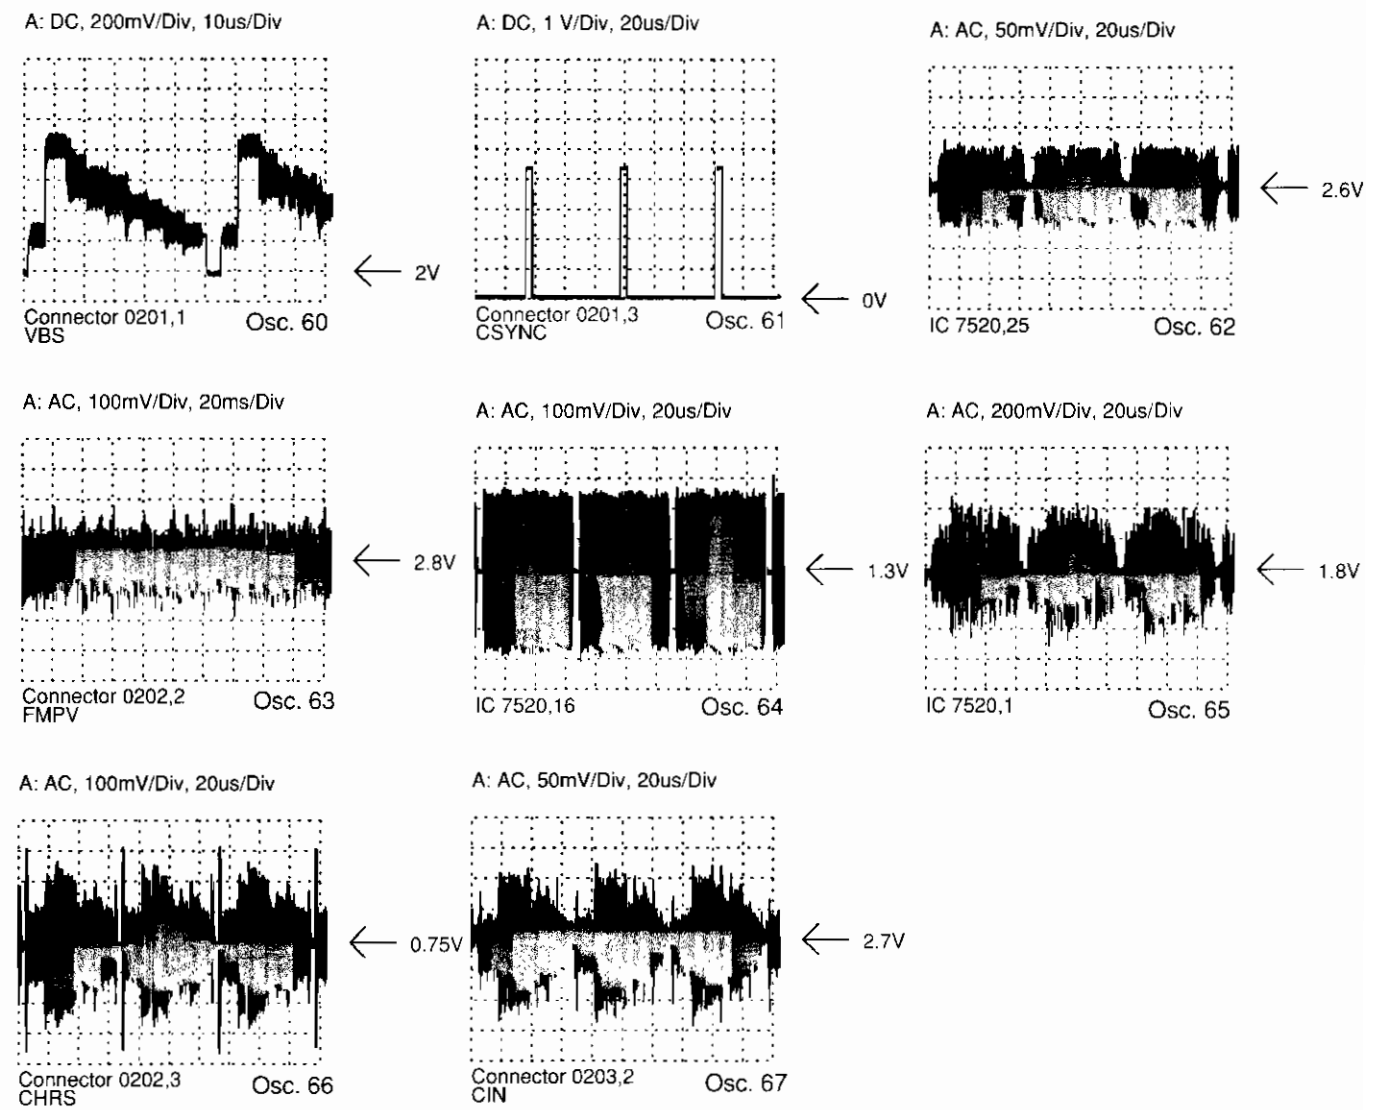 A: DC, 200mV/Div, 10us/Div
A: DC, 1 V/Div, 20us/Div
A: AC, 50mV/Div, 20us/Div
2V
0V
2.6V
Connector 0201,1
VBS
Osc. 60
Connector 0201,3
CSYNC
Osc. 61
IC 7520,25
Osc. 62
A: AC, 100mV/Div, 20ms/Div
A: AC, 100mV/Div, 20us/Div
A: AC, 200mV/Div, 20us/Div
2.8V
1.3V
1.8V
Connector 0202,2
FMPV
Osc. 63
IC 7520,16
Osc. 64
IC 7520,1
Osc. 65
A: AC, 100mV/Div, 20us/Div
A: AC, 50mV/Div, 20us/Div
0.75V
2.7V
Connector 0202,3
CHRS
Osc. 66
Connector 0203,2
CIN
Osc. 67